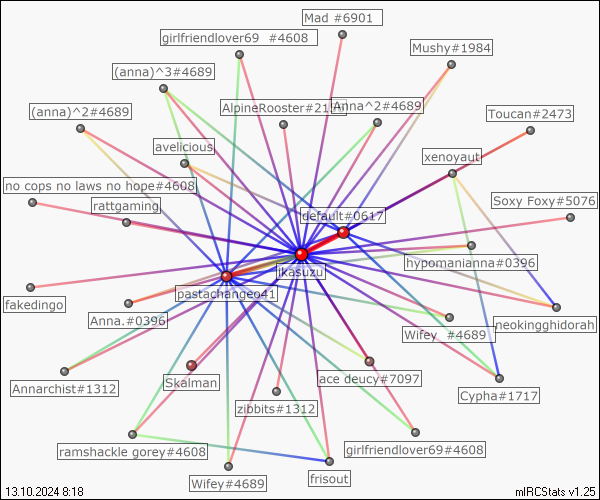 Mad #6901
girlfriendlover69 #4608
Mushy#1984
(anna)^3#4689
(anna)^2#4689
Anna^2#4689
Toucan#2473
avelicious
xenoyaut
no cops no laws no hope#4608
Soxy Foxy#5076
rattgaming
default#0617
hypomanianna#0396
ikasuzu
pastachangeo41
fakedingo
Anna.#0396
Wifey #4689
neokingghidorah
Annarchist#1312
Skalman
ace deucy#7097
Cypha#1717
zibbits#1312
ramshackle gorey#4608
girlfriendlover69#4608
Wifey#4689
frisout
13.10.2024 8:18
mIRCStats v1.25